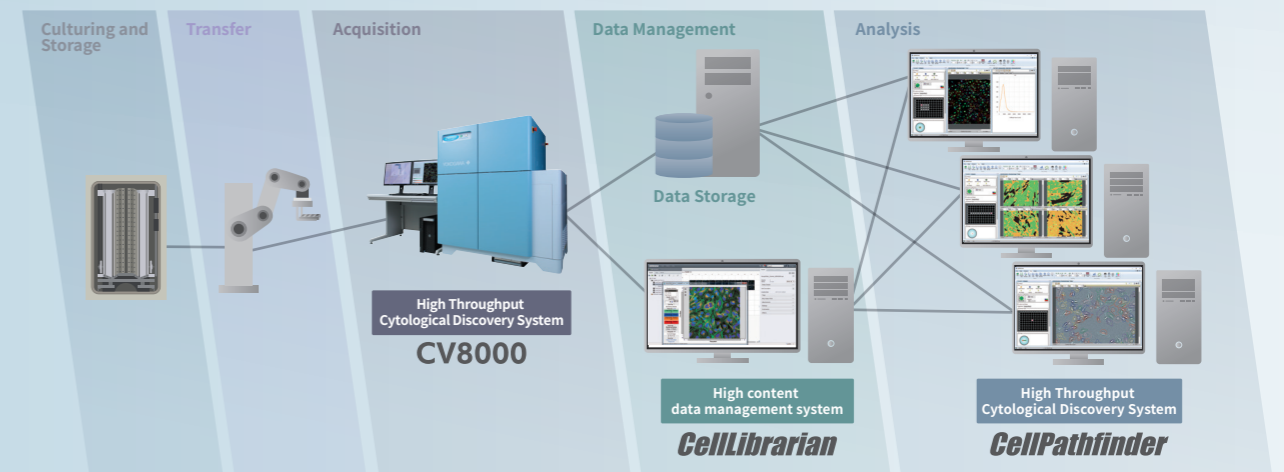 Culturing and
Storage
Transfer
Acquisition
Data Management
Analysis
Data Storage
High Throughput
Cytological Discovery System
CV8000
High content
data management system
CellLibrarian
High Throughput
Cytological Discovery System
CellPathfinder